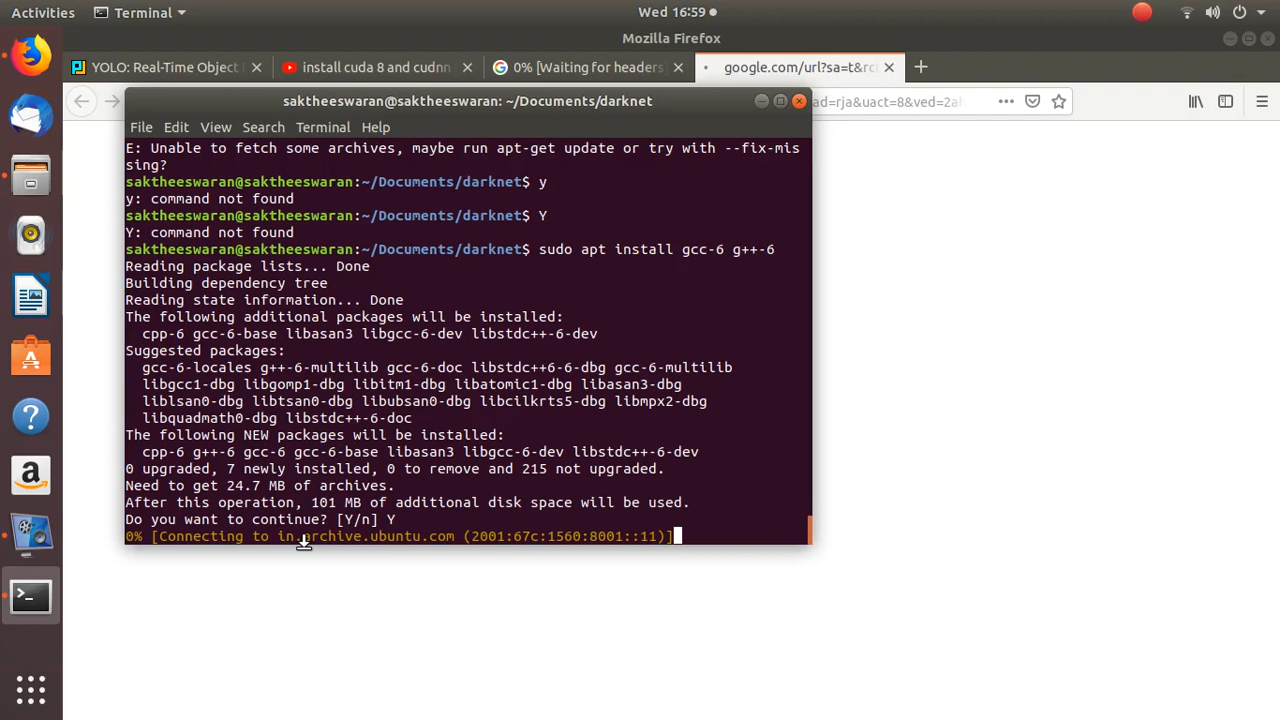 Activities
Terminal
Wed 16:59
Mozilla Firefox
YOLO: Real-Time Object
install cuda 8 and cudnn
0% [Waiting for headers]
google.com/url?sa=t&rc
saktheeswaran@saktheeswaran: ~/Documents/darknet
ad=rja&uact=8&ved=2a
File Edit View Search Terminal Help
E: Unable to fetch some archives, maybe run apt-get update or try with --fix-mis
sing?
saktheeswaran@saktheeswaran:~/Documents/darknet$ y
y: command not found
saktheeswaran@saktheeswaran:~/Documents/darknet$ Y
Y: command not found
saktheeswaran@saktheeswaran:~/Documents/darknet$ sudo apt install gcc-6 g++-6
Reading package lists... Done
Building dependency tree
Reading state information... Done
The following additional packages will be installed:
cpp-6 gcc-6-base libasan3 libgcc-6-dev libstdc++-6-dev
Suggested packages:
gcc-6-locales g++-6-multilib gcc-6-doc libstdc++6-6-dbg gcc-6-multilib
libgcc1-dbg libgomp1-dbg libitm1-dbg libatomic1-dbg libasan3-dbg
liblsan0-dbg libtsan0-dbg libubsan0-dbg libcilkrts5-dbg libmpx2-dbg
libquadmath0-dbg libstdc++-6-doc
The following NEW packages will be installed:
cpp-6 g++-6 gcc-6 gcc-6-base libasan3 libgcc-6-dev libstdc++-6-dev
0 upgraded, 7 newly installed, 0 to remove and 215 not upgraded.
Need to get 24.7 MB of archives.
After this operation, 101 MB of additional disk space will be used.
Do you want to continue? [Y/n] Y
0% [Connecting to in.archive.ubuntu.com (2001:67c:1560:8001::11)]